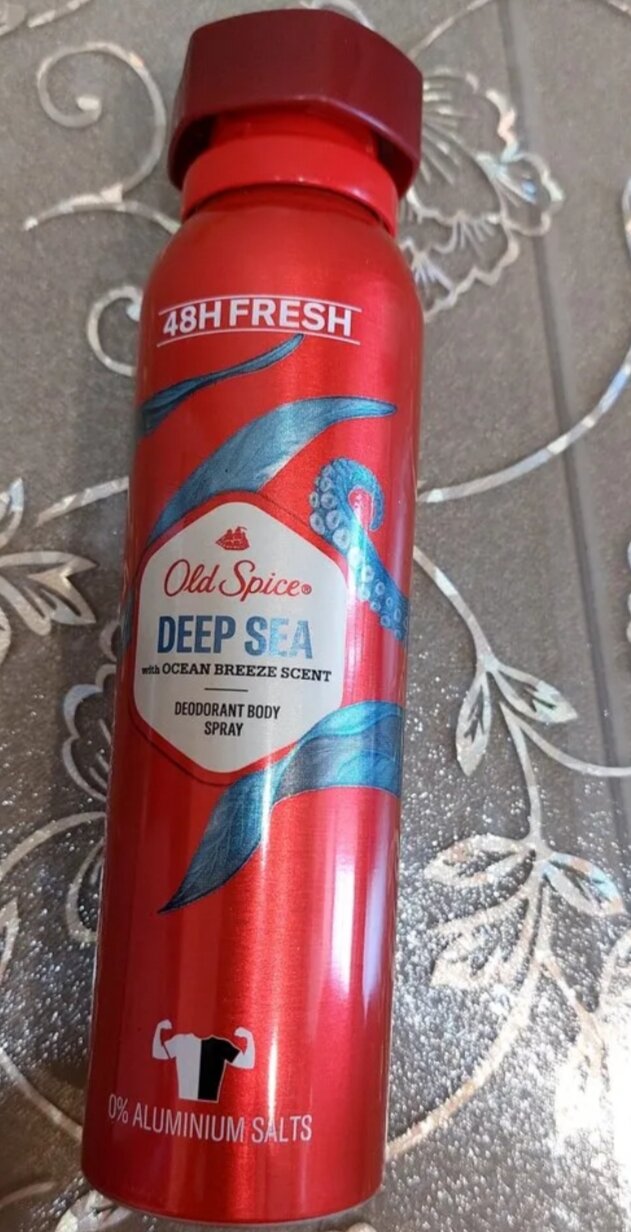 48H FRESH
Old Spice®
DEEP SEA
with OCEAN BREEZE SCENT
DEODORANT BODY
SPRAY
0% ALUMINIUM SALTS